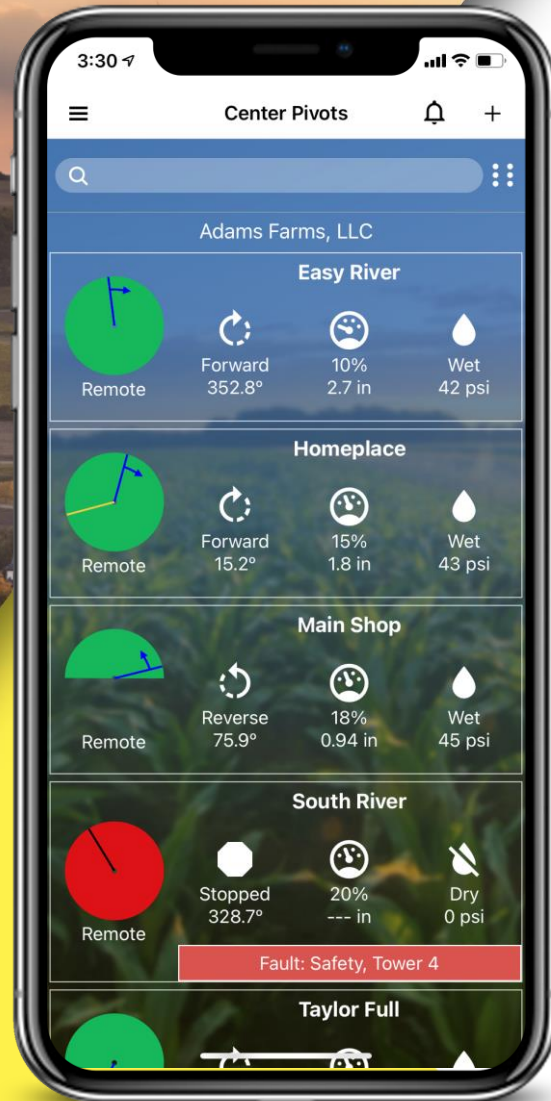 3:30
Center Pivots
Adams Farms, LLC
Easy River
Remote
Forward
352.8°
10%
2.7 in
Wet
42 psi
Homeplace
Remote
Forward
15.2°
15%
1.8 in
Wet
43 psi
Main Shop
Remote
Reverse
75.9°
18%
0.94 in
Wet
45 psi
South River
Remote
Stopped
328.7°
20%
--- in
Dry
0 psi
Fault: Safety, Tower 4
Taylor Full